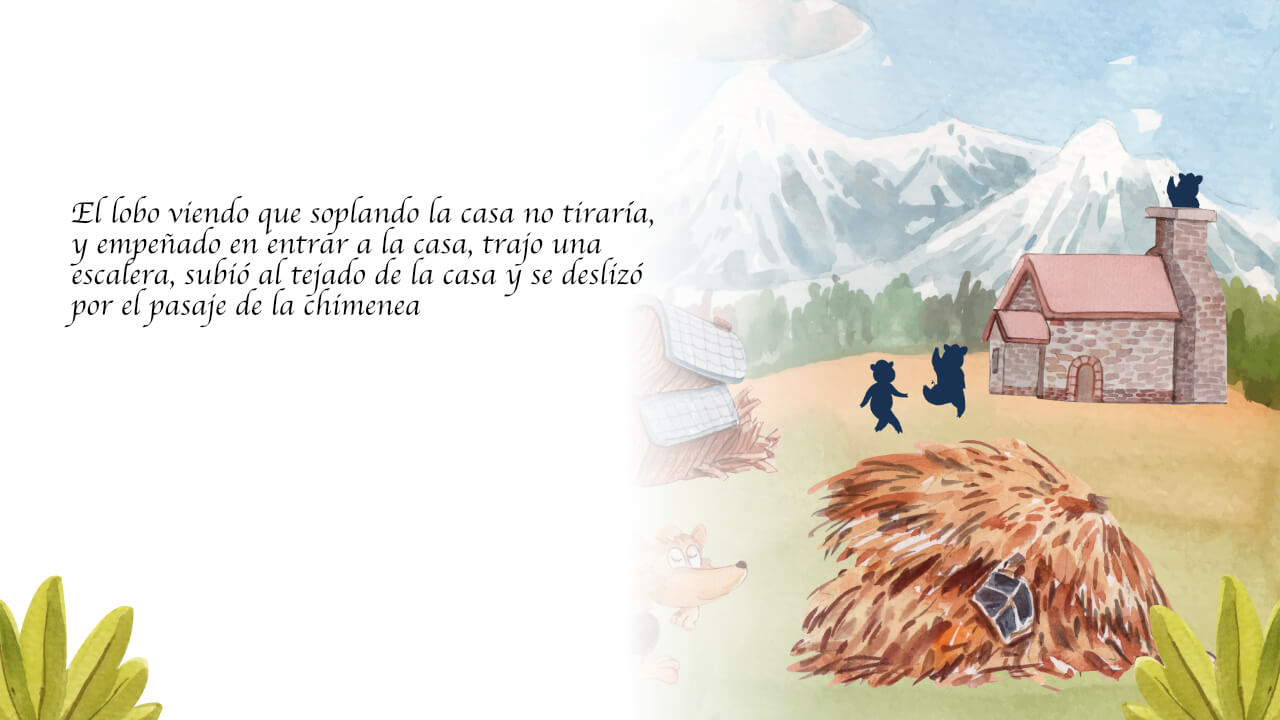 El lobo viendo que soplando la casa no tiraría,
y empeñado en entrar a la casa, trajo una
escalera, subió al tejado de la casa y se deslizó
por el pasaje de la chimenea